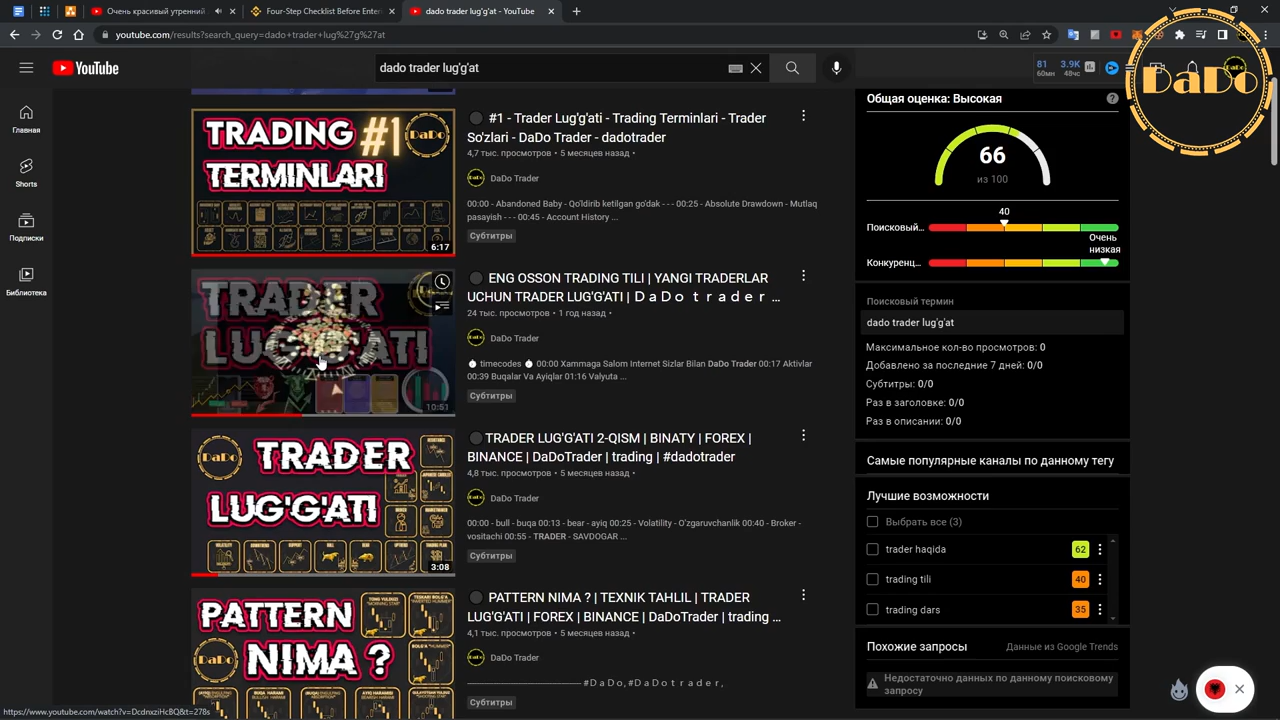 Очень красивый утренний
Four-Step Checklist Before Enter
dado trader lug'g'at - YouTube
youtube.com/results?search_query=dado+trader+lug%27g%27at
YouTube
dado trader lug'g'at
81
60мн
3.9K
48чс
DaDo
Главная
Shorts
Подписки
Библиотека
TRADING #1
TERMINLARI
DaDo
6:17
#1 - Trader Lug'g'ati - Trading Terminlari - Trader
So'zlari - DaDo Trader - dadotrader
4,7 тыс. просмотров • 5 месяцев назад •
DaDo Trader
00:00 - Abandoned Baby - Qo'ldirib ketilgan go'dak - - - 00:25 - Absolute Drawdown - Mutlaq
pasayish - - - 00:45 - Account History ...
Субтитры
TRADER
LUG'G'ATI
10:51
ENG OSSON TRADING TILI | YANGI TRADERLAR
UCHUN TRADER LUG'G'ATI | D a D o t r a d e r ...
24 тыс. просмотров • 1 год назад •
DaDo Trader
timecodes 00:00 Xammaga Salom Internet Sizlar Bilan DaDo Trader 00:17 Aktivlar
00:39 Buqalar Va Ayiqlar 01:16 Valyuta ...
Субтитры
DaDo
TRADER
LUG'G'ATI
3:08
TRADER LUG'G'ATI 2-QISM | BINATY | FOREX |
BINANCE | DaDoTrader | trading | #dadotrader
4,8 тыс. просмотров • 5 месяцев назад •
DaDo Trader
00:00 - bull - buqa 00:13 - bear - ayiq 00:25 - Volatility - O'zgaruvchanlik 00:40 - Broker -
vositachi 00:55 - TRADER - SAVDOGAR ...
Субтитры
PATTERN
DaDo
NIMA ?
PATTERN NIMA ? | TEXNIK TAHLIL | TRADER
LUG'G'ATI | FOREX | BINANCE | DaDoTrader | trading ...
4,1 тыс. просмотров • 5 месяцев назад •
DaDo Trader
#D a D o, #D a D o t r a d e r ,
Субтитры
Общая оценка: Высокая
66
из 100
40
Поисковый...
Очень
низкая
Конкуренц...
Поисковый термин
dado trader lug'g'at
Максимальное кол-во просмотров: 0
Добавлено за последние 7 дней: 0/0
Субтитры: 0/0
Раз в заголовке: 0/0
Раз в описании: 0/0
Самые популярные каналы по данному тегу
Лучшие возможности
Выбрать все (3)
trader haqida 62
trading tili 40
trading dars 35
Похожие запросы
Данные из Google Trends
Недостаточно данных по данному поисковому
запросу
https://www.youtube.com/watch?v=DcdnxziHcBQ&t=278s